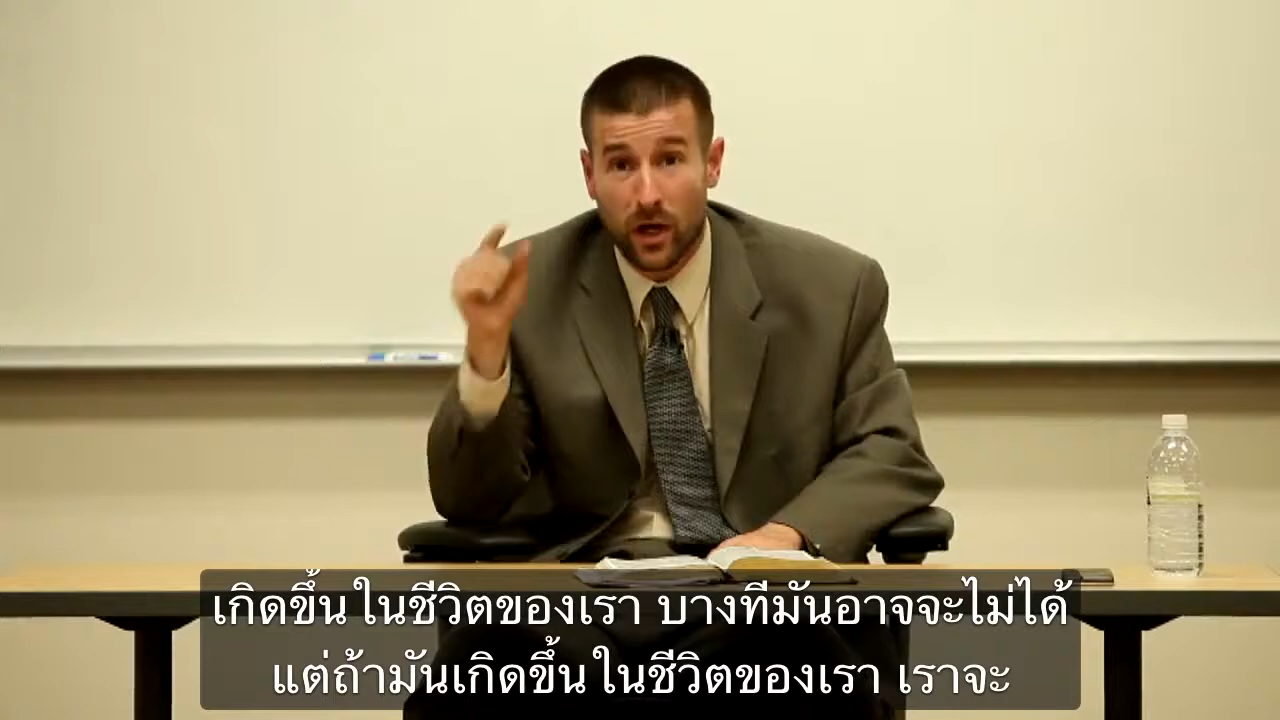 เกิดขึ้นในชีวิตของเรา บางทีมันอาจจะไม่ได้
แต่ถ้ามันเกิดขึ้นในชีวิตของเรา เราจะ